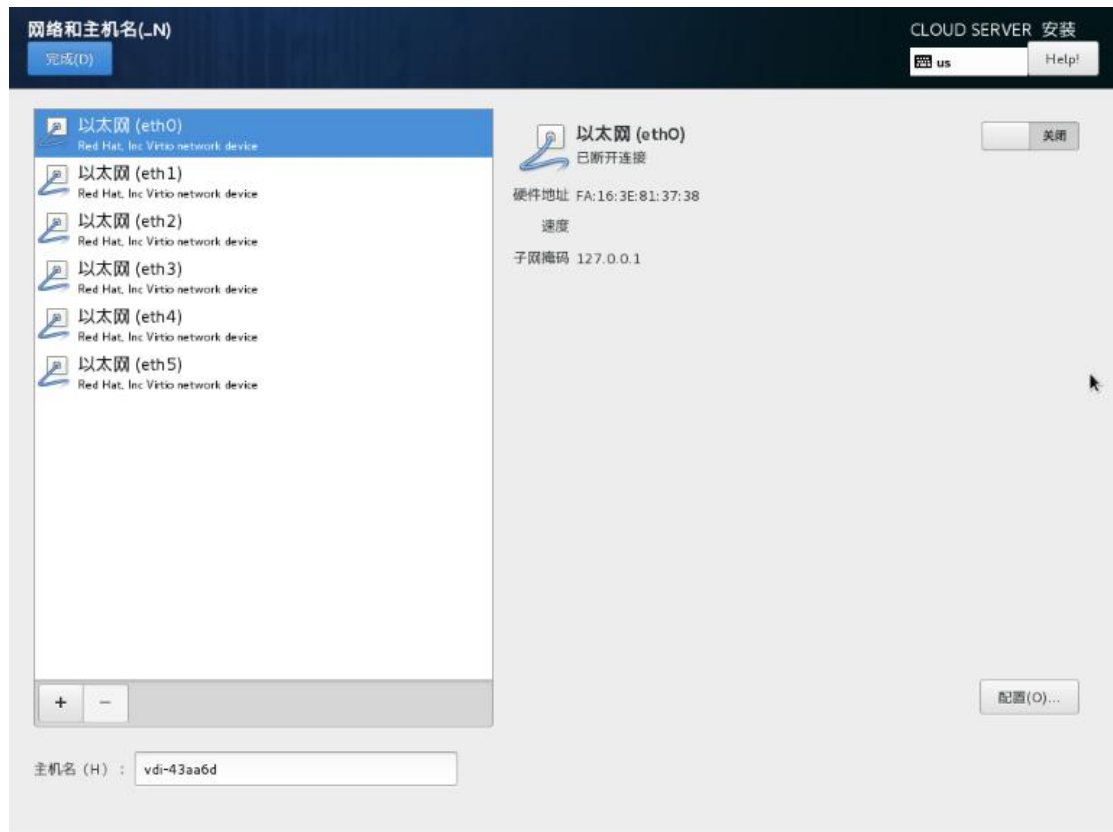 网络和主机名(_N)
完成(D)
CLOUD SERVER 安装
us
Help!
以太网 (eth0)
Red Hat, Inc Virtio network device
以太网 (eth1)
Red Hat, Inc Virtio network device
以太网 (eth2)
Red Hat, Inc Virtio network device
以太网 (eth3)
Red Hat, Inc Virtio network device
以太网 (eth4)
Red Hat, Inc Virtio network device
以太网 (eth5)
Red Hat, Inc Virtio network device
+ −
主机名 (H) : vdi-43aa6d
以太网 (eth0)
已断开连接
关闭
硬件地址 FA:16:3E:81:37:38
速度
子网掩码 127.0.0.1
配置(O)...